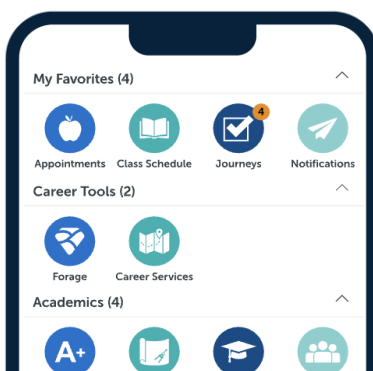 My Favorites (4)
4
Appointments Class Schedule Journeys Notifications
Career Tools (2)
Forage Career Services
Academics (4)
A+